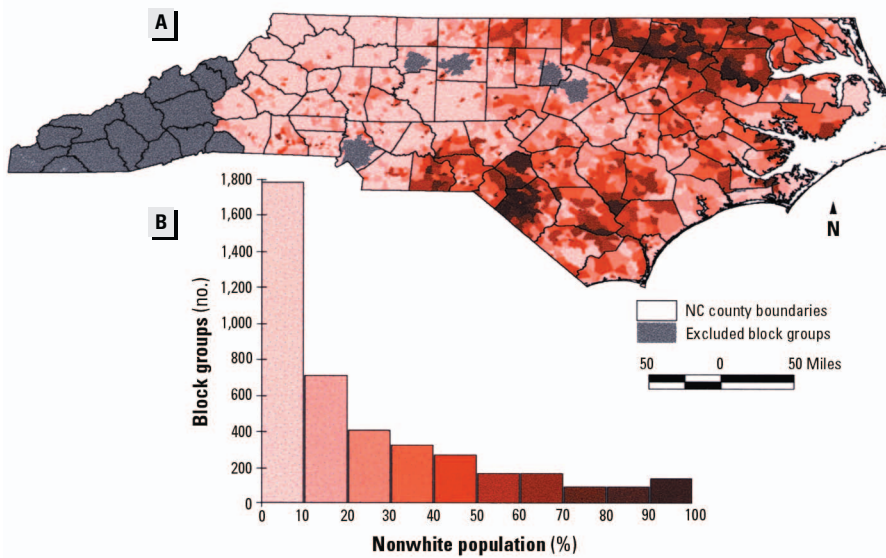 A
N
NC county boundaries
Excluded block groups
50 0 50 Miles
B
Block groups (no.)
1,800
1,600
1,400
1,200
1,000
800
600
400
200
0
0 10 20 30 40 50 60 70 80 90 100
Nonwhite population (%)